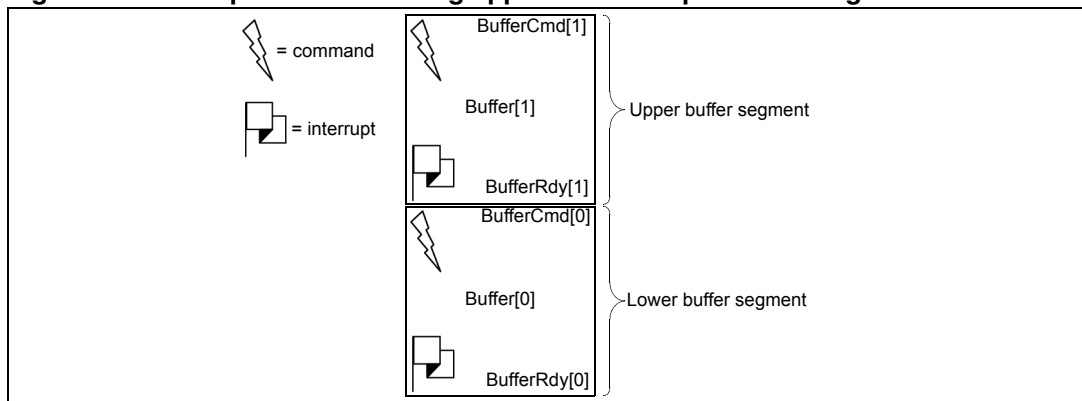 = command
BufferCmd[1]
Buffer[1]
Upper buffer segment
= interrupt
BufferRdy[1]
BufferCmd[0]
Buffer[0]
Lower buffer segment
BufferRdy[0]